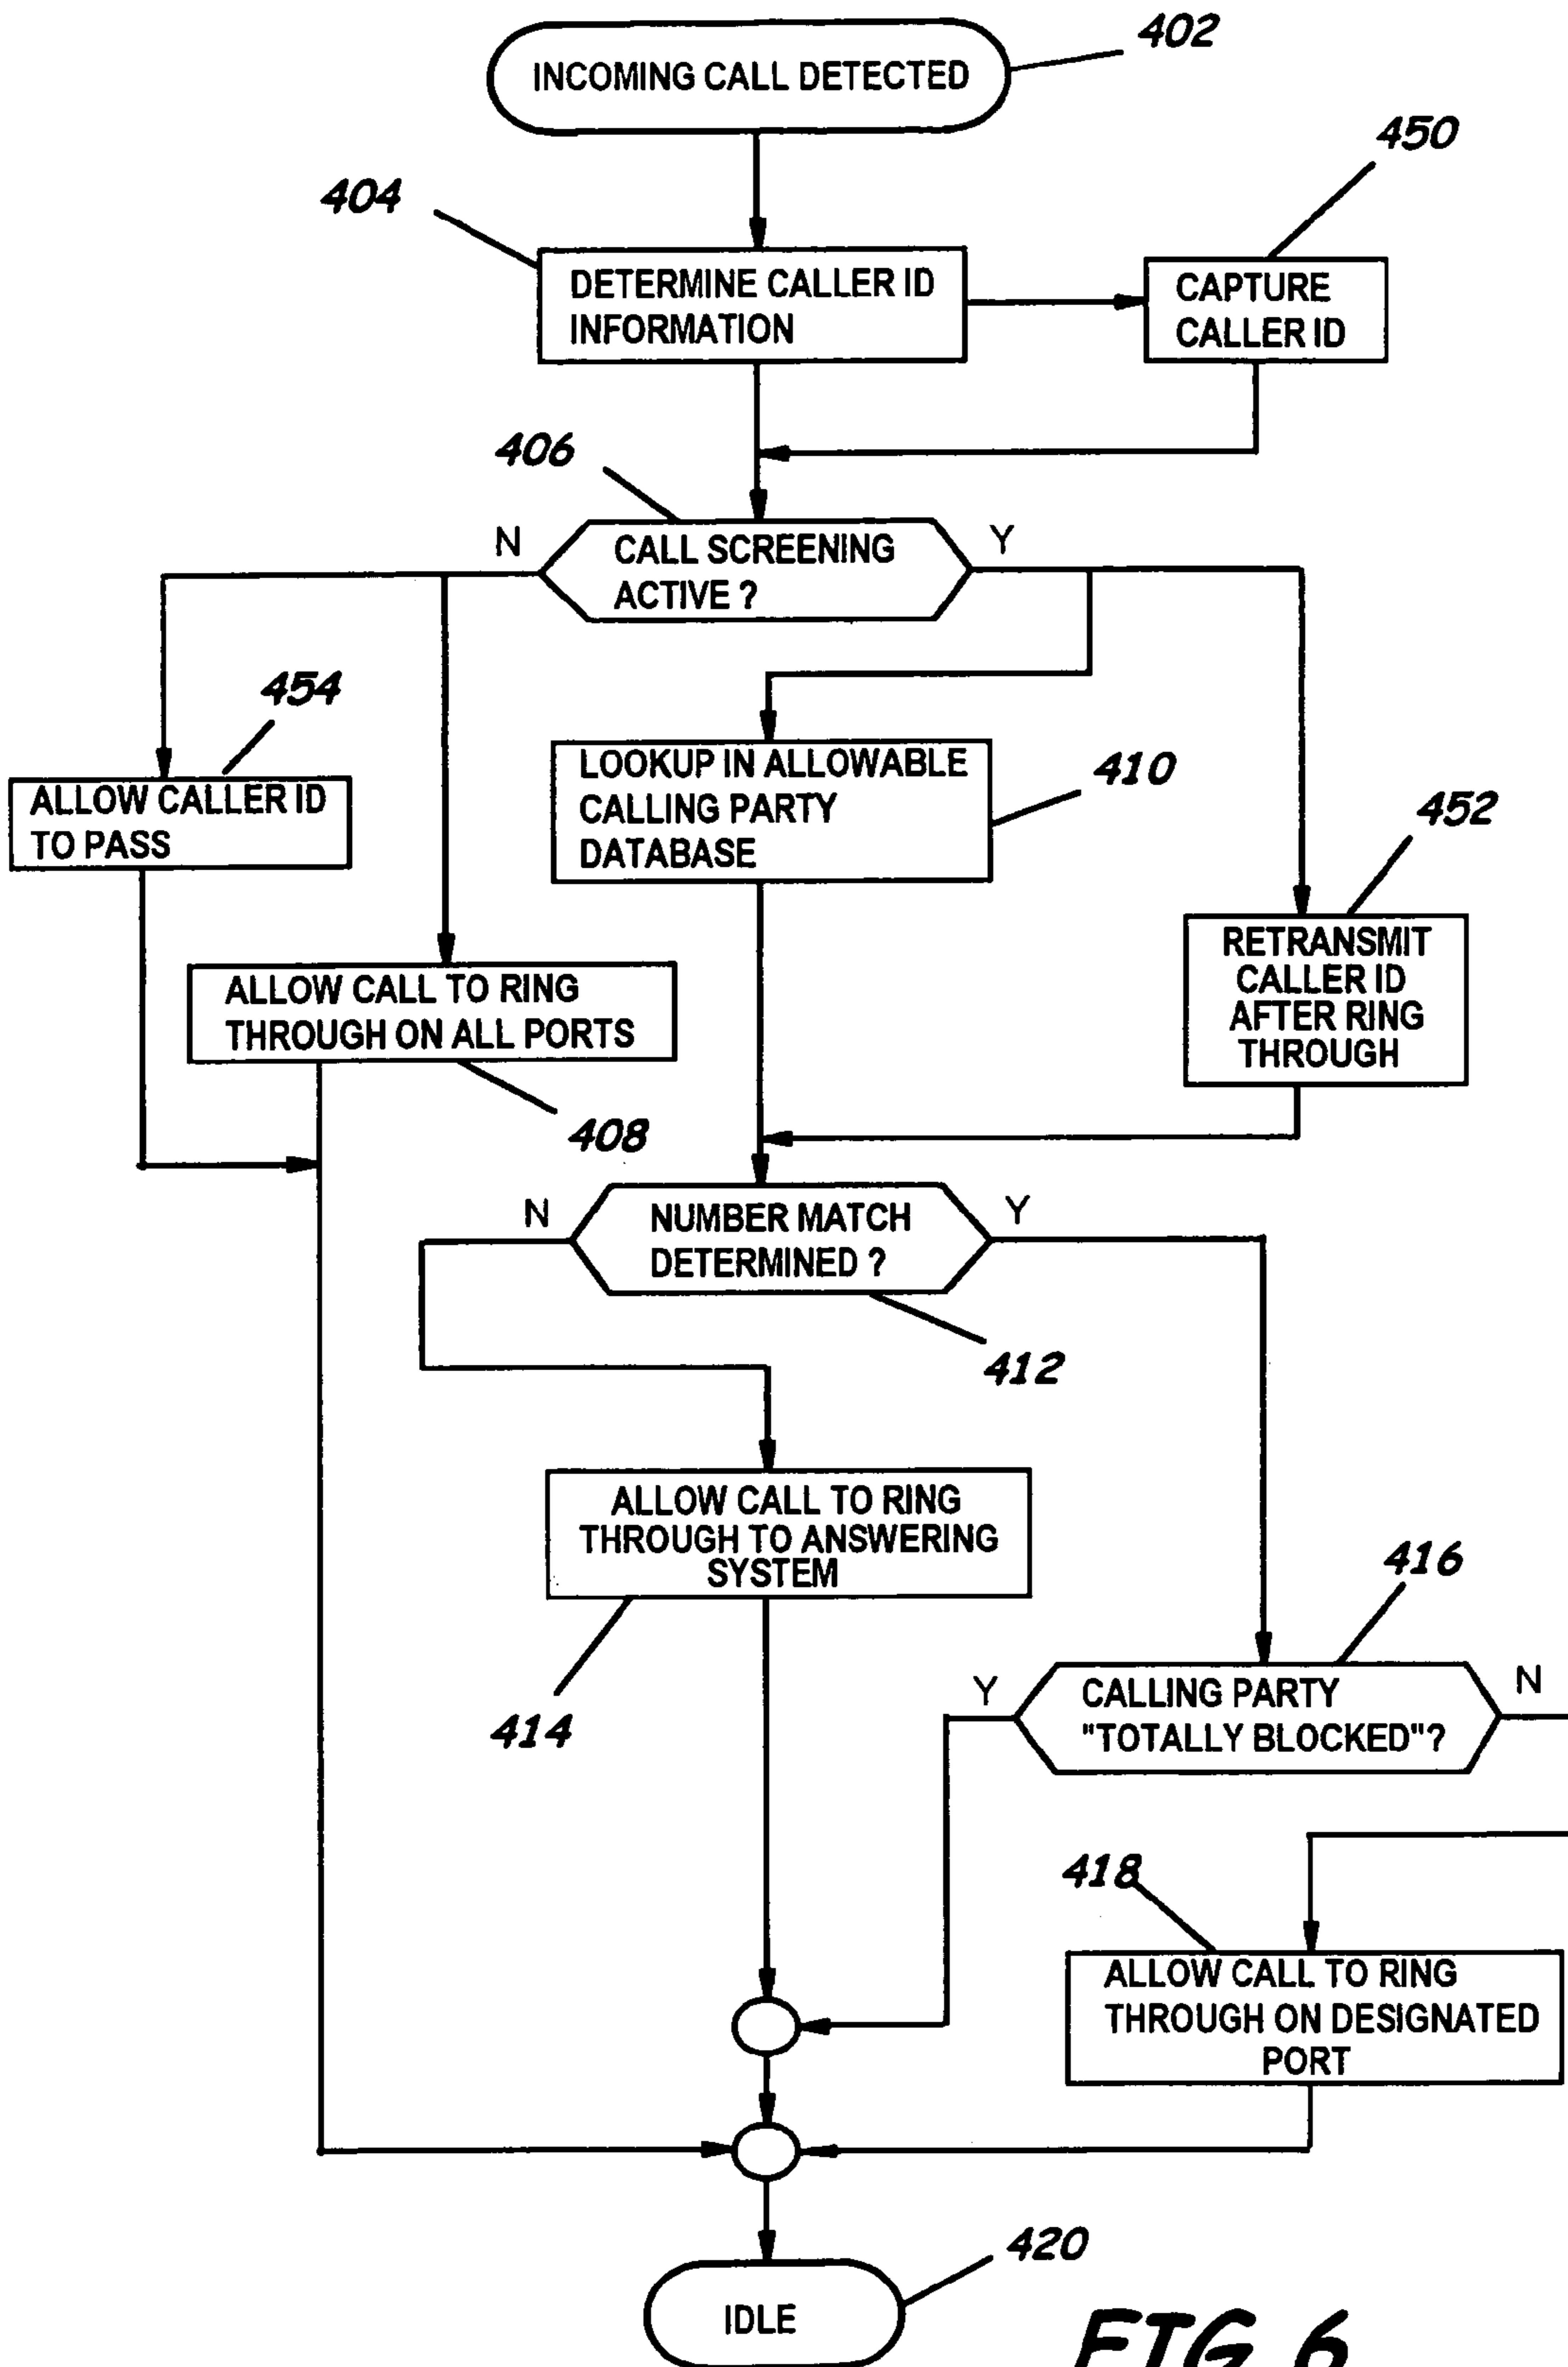 402
INCOMING CALL DETECTED
450
404
DETERMINE CALLER ID
INFORMATION
CAPTURE
CALLER ID
406
N
CALL SCREENING
ACTIVE ?
Y
454
ALLOW CALLER ID
TO PASS
LOOKUP IN ALLOWABLE
CALLING PARTY
DATABASE
410
452
RETRANSMIT
CALLER ID
AFTER RING
THROUGH
ALLOW CALL TO RING
THROUGH ON ALL PORTS
408
N
NUMBER MATCH
DETERMINED ?
Y
412
ALLOW CALL TO RING
THROUGH TO ANSWERING
SYSTEM
414
416
Y
CALLING PARTY
"TOTALLY BLOCKED"?
N
418
ALLOW CALL TO RING
THROUGH ON DESIGNATED
PORT
420
IDLE
FIG 6